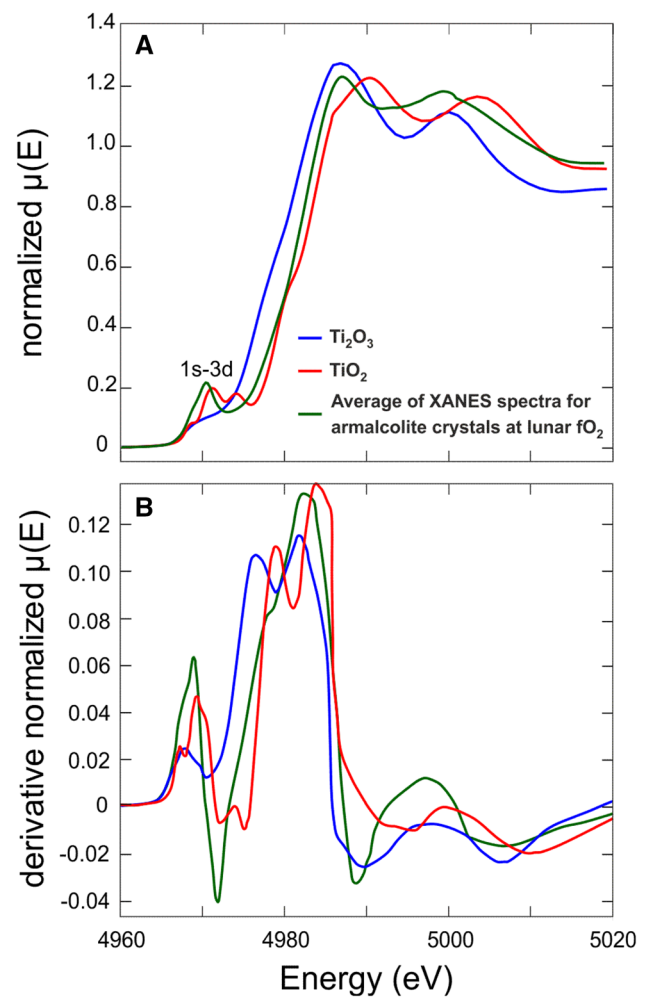 1.4
A
1.2
1.0
0.8
0.6
0.4
0.2
0
normalized μ(E)
1s-3d
Ti₂O₃
TiO₂
Average of XANES spectra for
armalcolite crystals at lunar fO₂
B
0.12
0.10
0.08
0.06
0.04
0.02
0
-0.02
-0.04
derivative normalized μ(E)
4960
4980
5000
5020
Energy (eV)